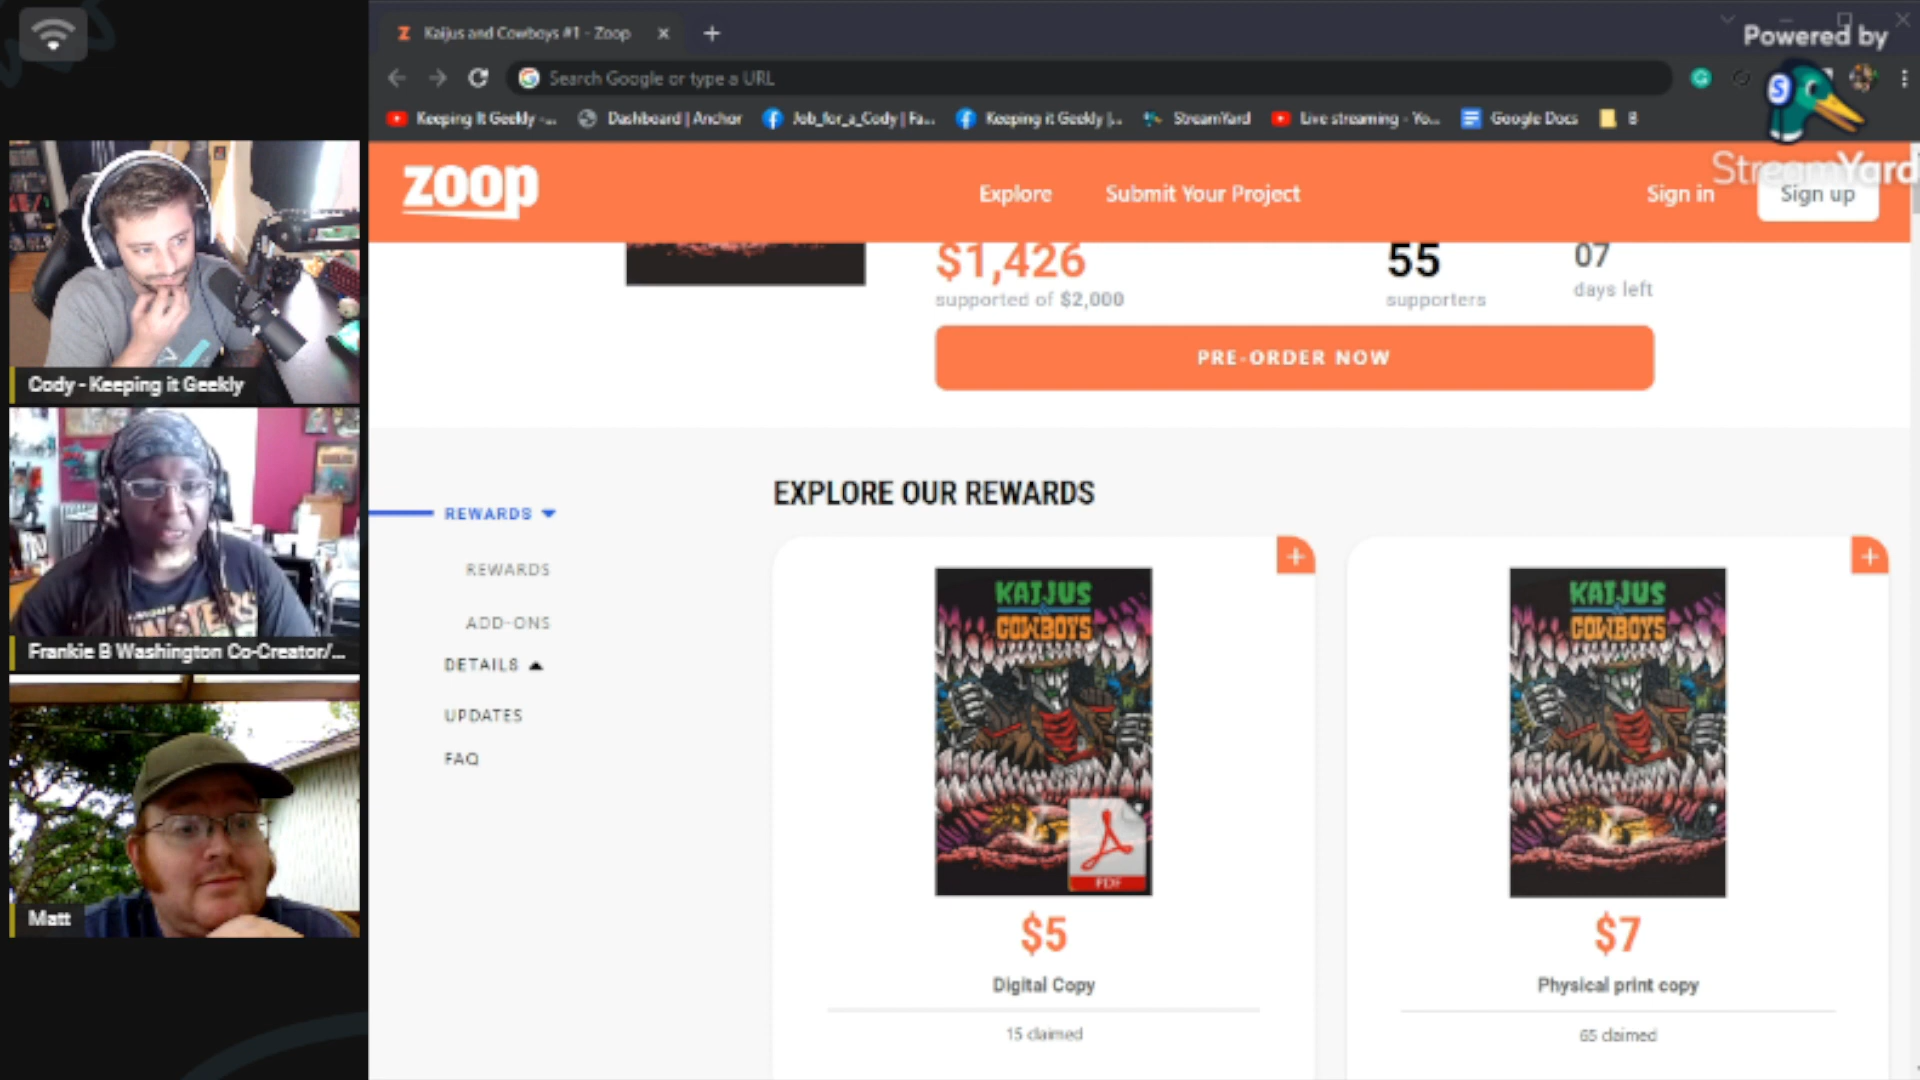 Kaijus and Cowboys #1 - Zoop
Powered by
Search Google or type a URL
Keeping It Geekly -...
Dashboard | Anchor
Job_for_a_Cody | Fa...
Keeping it Geekly |...
StreamYard
Live streaming - Yo...
Google Docs
B
S
StreamYard
zoop
Explore
Submit Your Project
Sign in
Sign up
$1,426
supported of $2,000
55
supporters
07
days left
PRE-ORDER NOW
Cody - Keeping it Geekly
Frankie B Washington Co-Creator/...
Matt
REWARDS
REWARDS
ADD-ONS
DETAILS
UPDATES
FAQ
EXPLORE OUR REWARDS
KAIJUS
&
COWBOYS
PDF
$5
Digital Copy
15 claimed
KAIJUS
&
COWBOYS
$7
Physical print copy
65 claimed